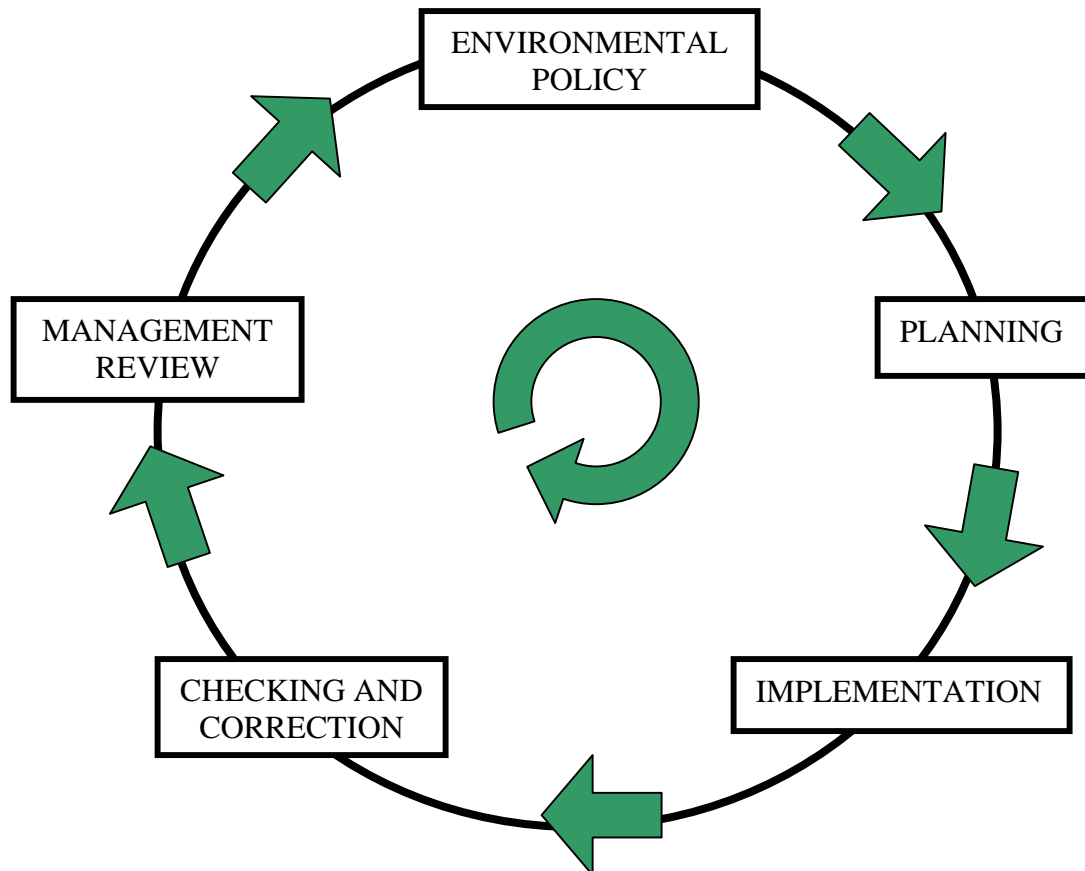 ENVIRONMENTAL
POLICY
PLANNING
IMPLEMENTATION
CHECKING AND
CORRECTION
MANAGEMENT
REVIEW